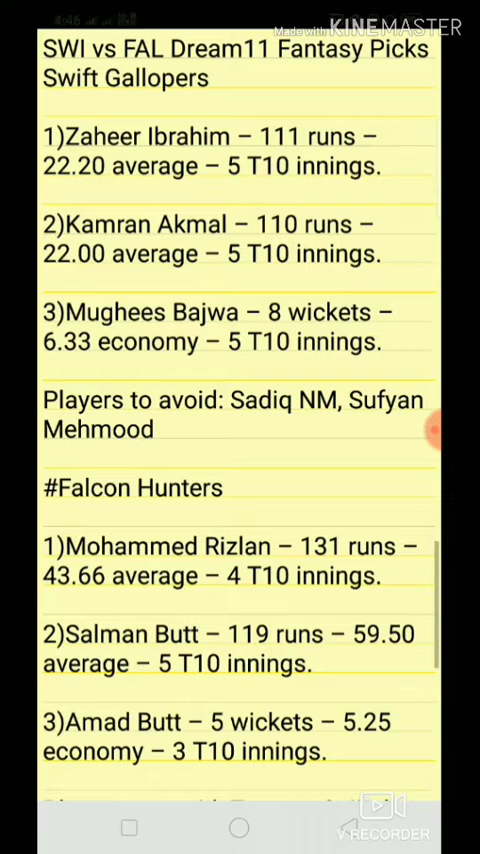 4:46
Made with KINEMASTER
SWI vs FAL Dream11 Fantasy Picks
Swift Gallopers
1)Zaheer Ibrahim – 111 runs –
22.20 average – 5 T10 innings.
2)Kamran Akmal – 110 runs –
22.00 average – 5 T10 innings.
3)Mughees Bajwa – 8 wickets –
6.33 economy – 5 T10 innings.
Players to avoid: Sadiq NM, Sufyan
Mehmood
#Falcon Hunters
1)Mohammed Rizlan – 131 runs –
43.66 average – 4 T10 innings.
2)Salman Butt – 119 runs – 59.50
average – 5 T10 innings.
3)Amad Butt – 5 wickets – 5.25
economy – 3 T10 innings.
V·RECORDER